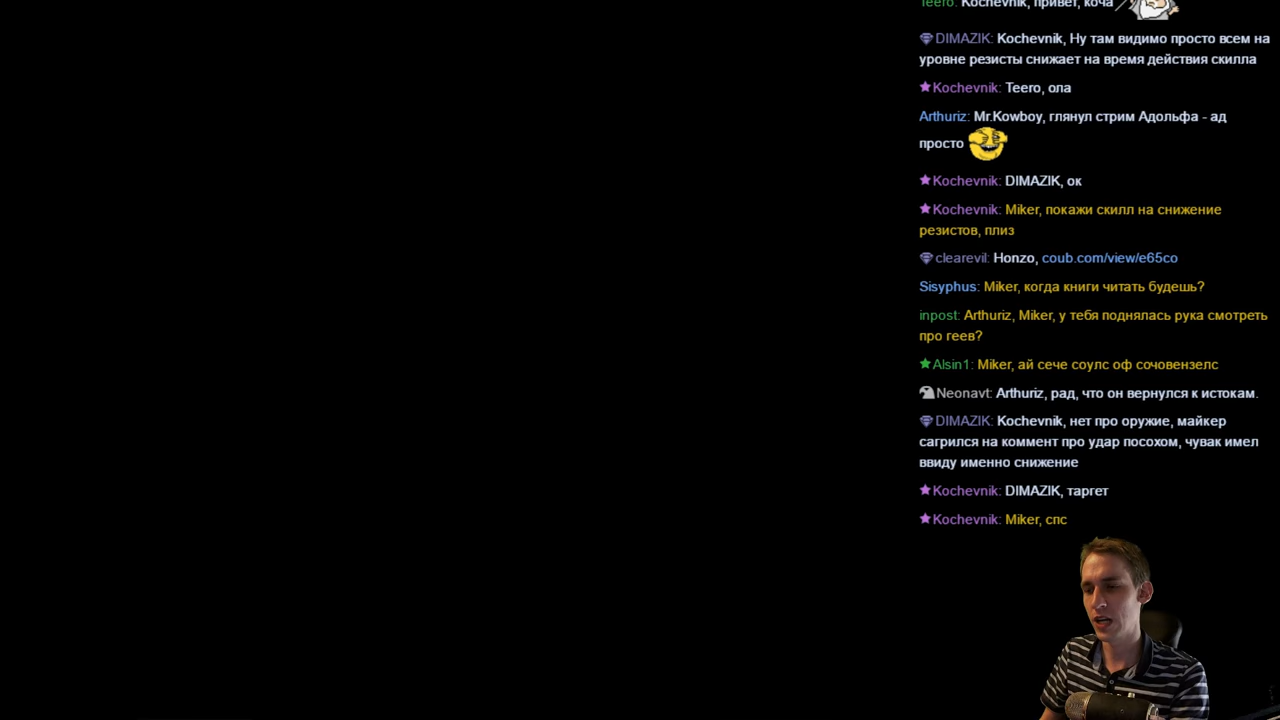 Teero: Kochevnik, привет, коча
DIMAZIK: Kochevnik, Ну там видимо просто всем на
уровне резисты снижает на время действия скилла
Kochevnik: Teero, ола
Arthuriz: Mr.Kowboy, глянул стрим Адольфа - ад
просто
Kochevnik: DIMAZIK, ок
Kochevnik: Miker, покажи скилл на снижение
резистов, плиз
clearevil: Honzo, coub.com/view/e65co
Sisyphus: Miker, когда книги читать будешь?
inpost: Arthuriz, Miker, у тебя поднялась рука смотреть
про геев?
Alsin1: Miker, ай сече соулс оф сочовензелс
Neonavt: Arthuriz, рад, что он вернулся к истокам.
DIMAZIK: Kochevnik, нет про оружие, майкер
сагрился на коммент про удар посохом, чувак имел
ввиду именно снижение
Kochevnik: DIMAZIK, таргет
Kochevnik: Miker, спс